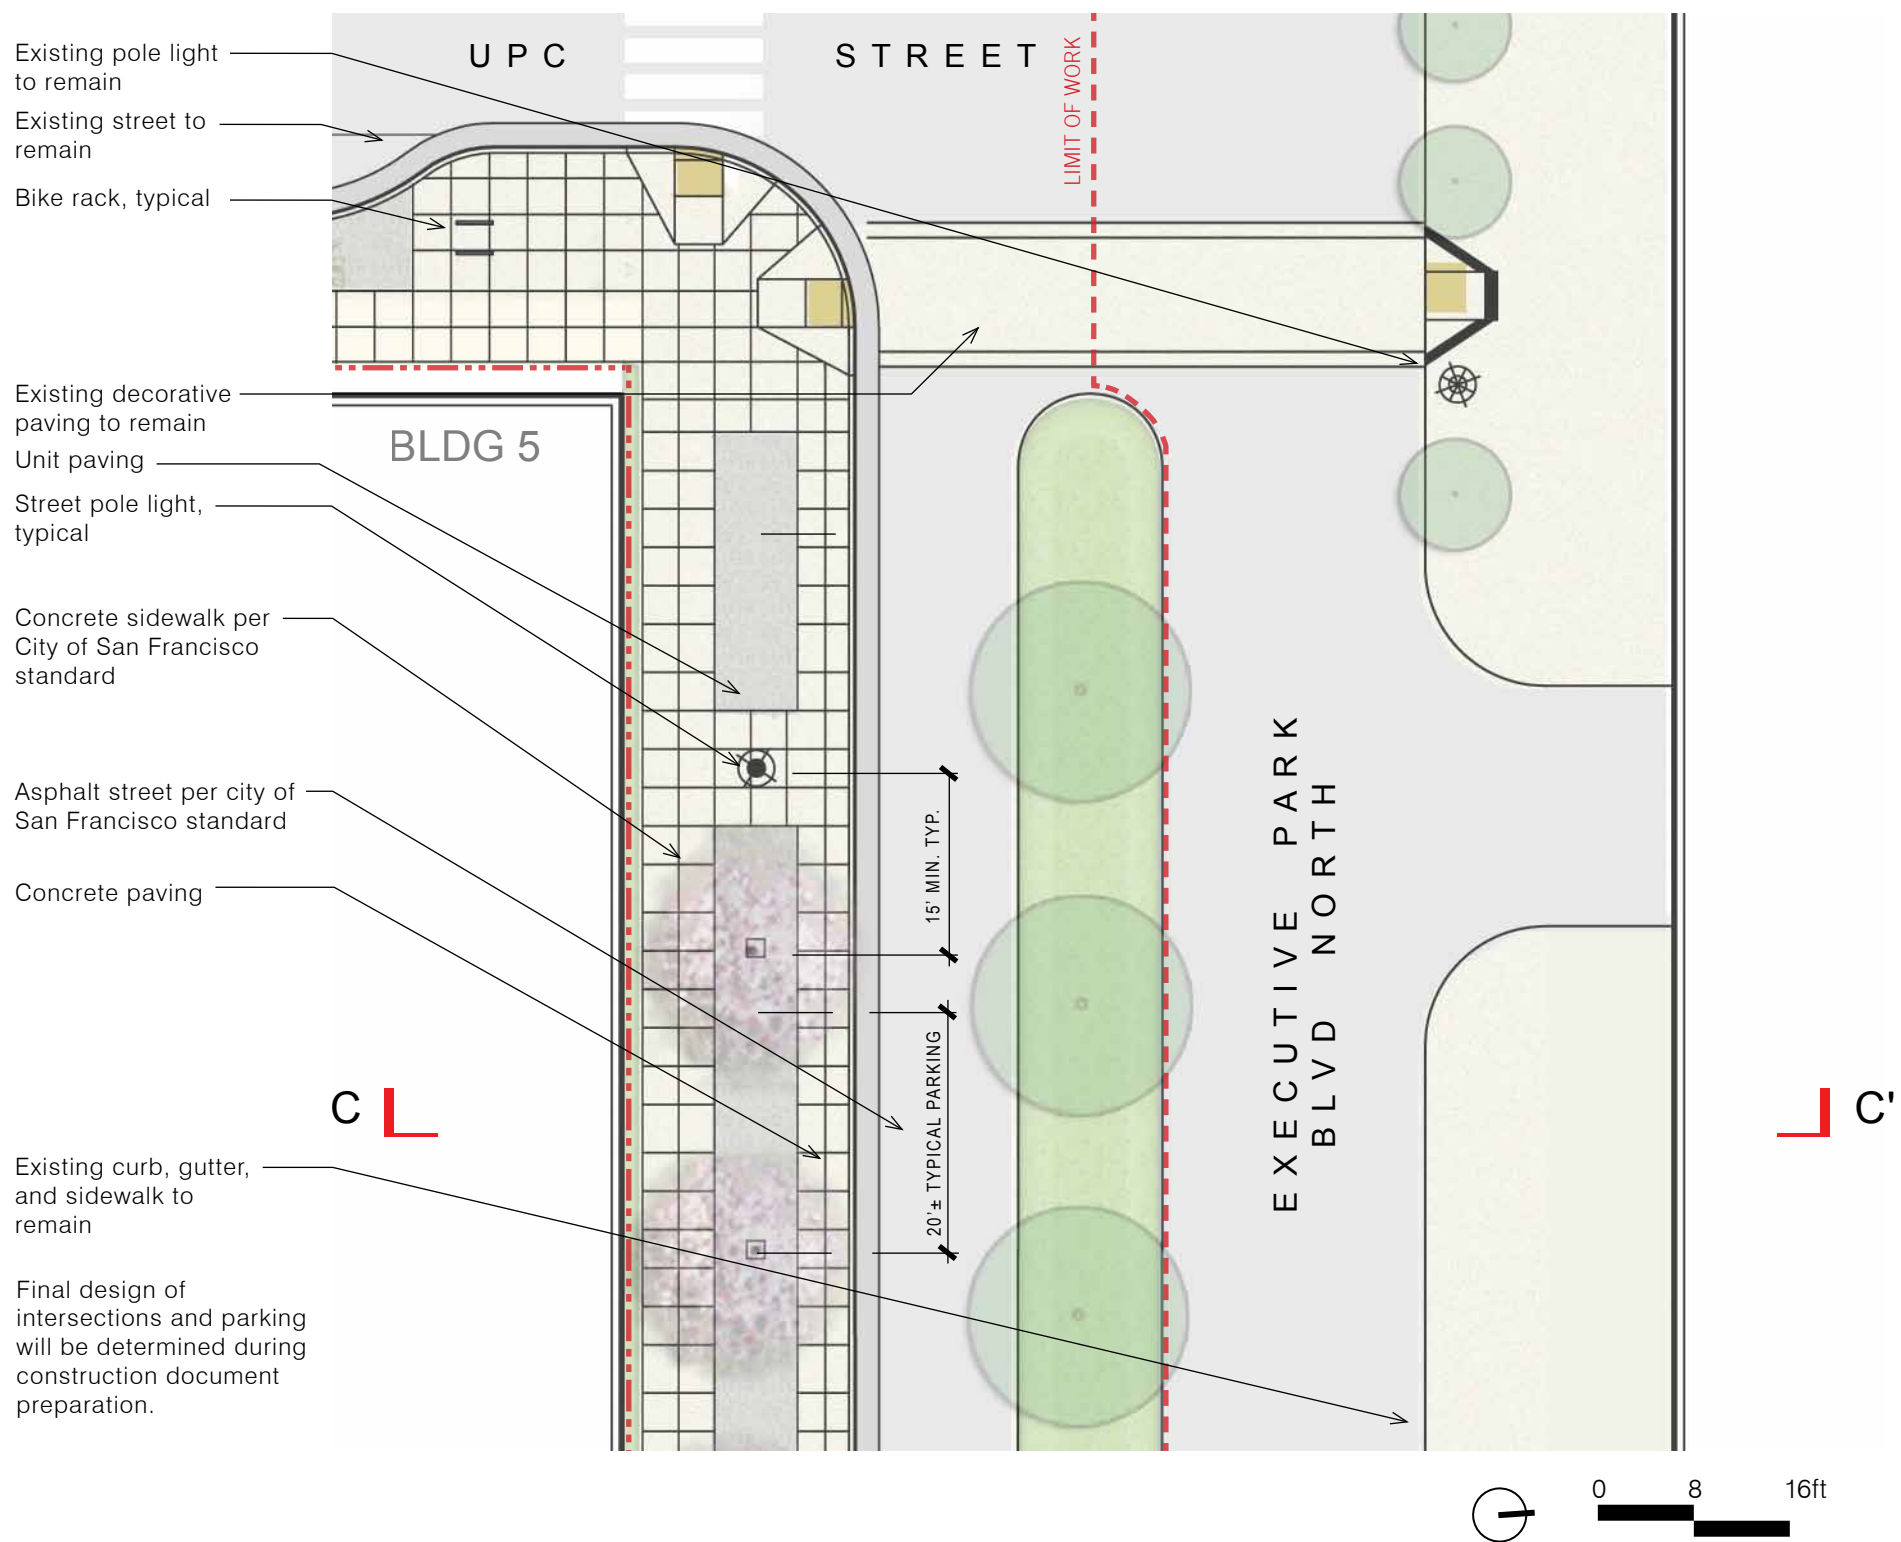 UPC STREET
LIMIT OF WORK
Existing pole light
to remain
Existing street to
remain
Bike rack, typical
Existing decorative
paving to remain
BLDG 5
Unit paving
Street pole light,
typical
Concrete sidewalk per
City of San Francisco
standard
Asphalt street per city of
San Francisco standard
Concrete paving
15' MIN. TYP.
20'± TYPICAL PARKING
EXECUTIVE PARK
BLVD NORTH
C
C'
Existing curb, gutter,
and sidewalk to
remain
Final design of
intersections and parking
will be determined during
construction document
preparation.
0 8 16ft